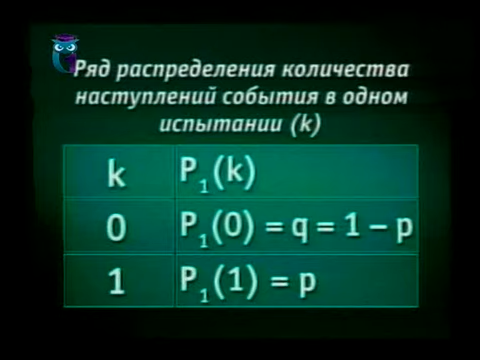 Ряд распределения количества
наступлений события в одном
испытании (k)
k P₁(k)
0 P₁(0) = q = 1 – p
1 P₁(1) = p